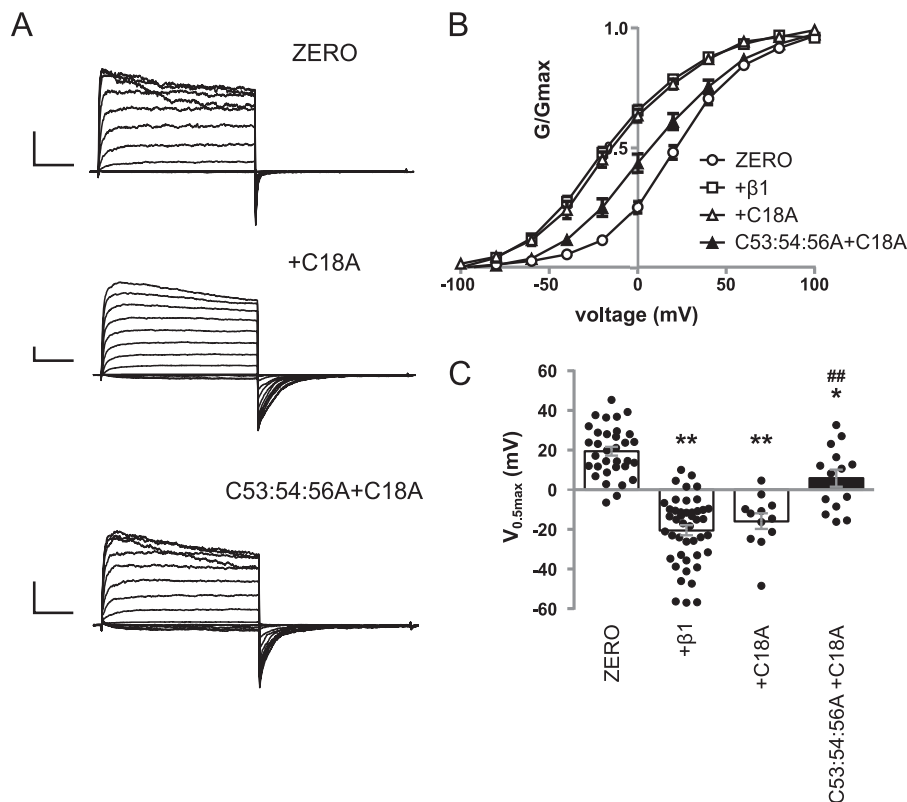 A
ZERO
+C18A
C53:54:56A+C18A
B
1.0
G/Gmax
0.5
ZERO
+β1
+C18A
C53:54:56A+C18A
-100
-50
0
50
100
voltage (mV)
C
60
40
20
0
-20
-40
-60
V0.5max (mV)
**
**
##
*
ZERO
+β1
+C18A
C53:54:56A +C18A